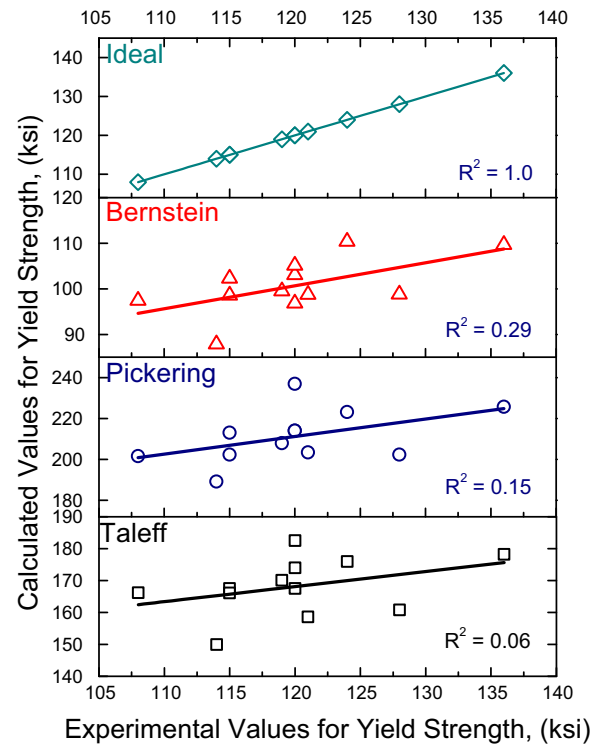 105 110 115 120 125 130 135 140
Calculated Values for Yield Strength, (ksi)
Ideal
140
130
120
110
R² = 1.0
120
Bernstein
110
100
90
R² = 0.29
Pickering
240
220
200
180
R² = 0.15
190
Taleff
180
170
160
150
140
R² = 0.06
105 110 115 120 125 130 135 140
Experimental Values for Yield Strength, (ksi)